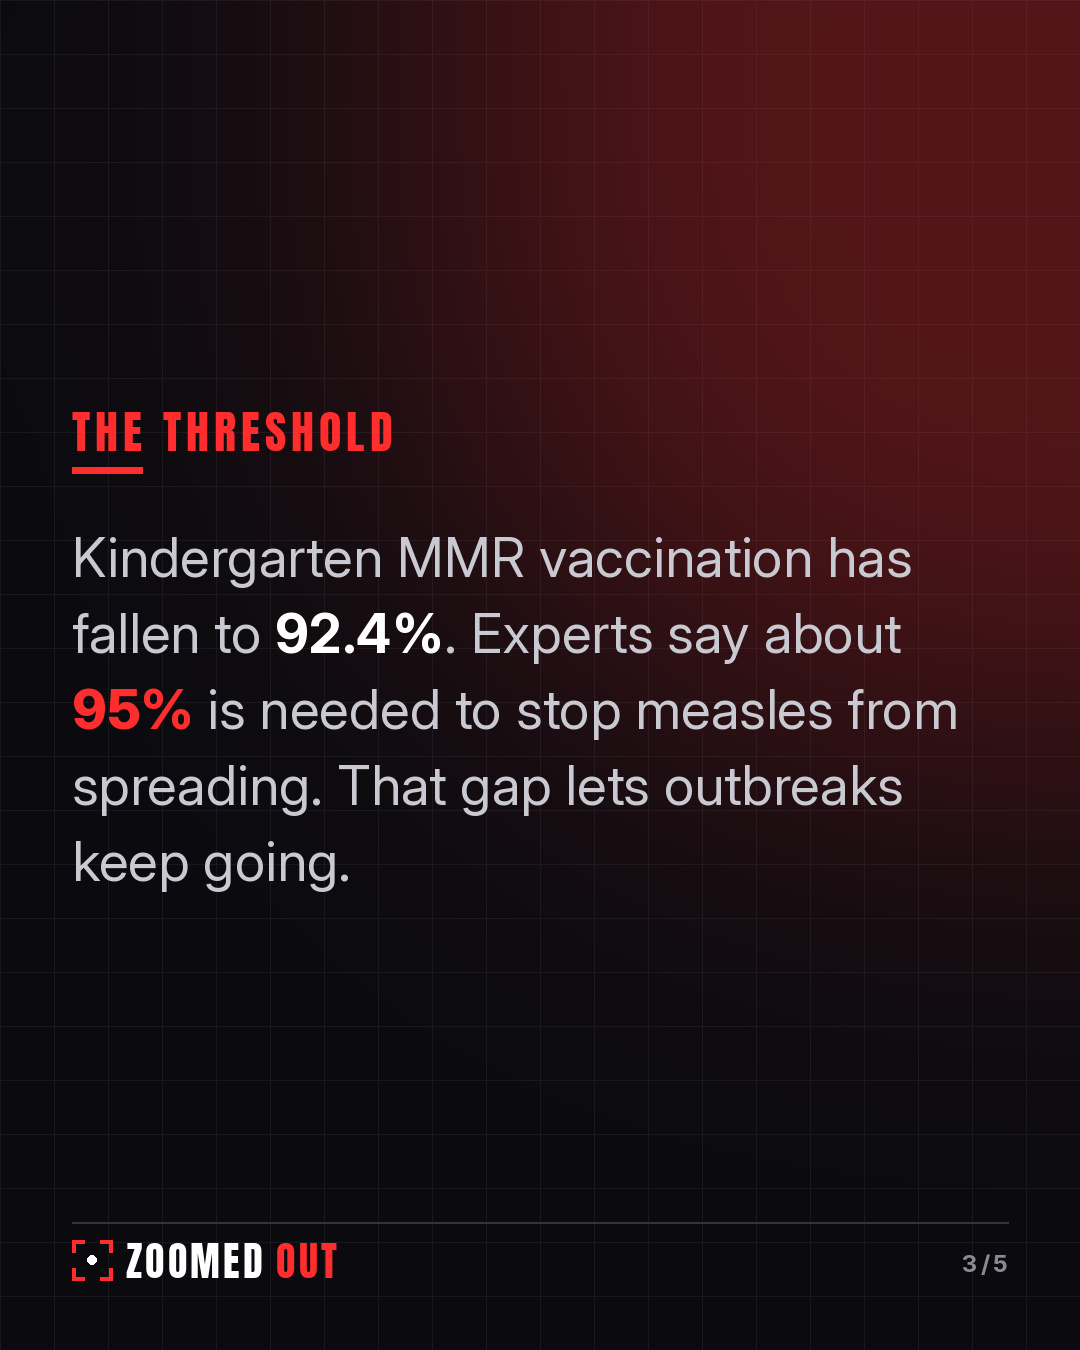 THE THRESHOLD
Kindergarten MMR vaccination has
fallen to 92.4%. Experts say about
95% is needed to stop measles from
spreading. That gap lets outbreaks
keep going.
ZOOMED OUT
3/5